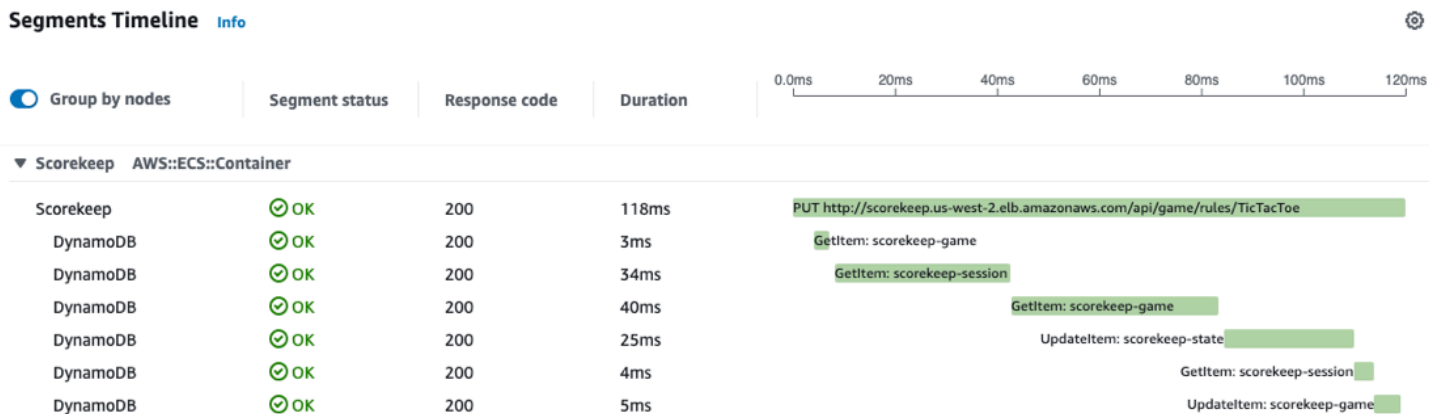 Segments Timeline Info
0.0ms 20ms 40ms 60ms 80ms 100ms 120ms
Group by nodes Segment status Response code Duration
Scorekeep AWS::ECS::Container
Scorekeep OK 200 118ms PUT http://scorekeep.us-west-2.elb.amazonaws.com/api/game/rules/TicTacToe
DynamoDB OK 200 3ms GetItem: scorekeep-game
DynamoDB OK 200 34ms GetItem: scorekeep-session
DynamoDB OK 200 40ms GetItem: scorekeep-game
DynamoDB OK 200 25ms UpdateItem: scorekeep-state
DynamoDB OK 200 4ms GetItem: scorekeep-session
DynamoDB OK 200 5ms UpdateItem: scorekeep-game